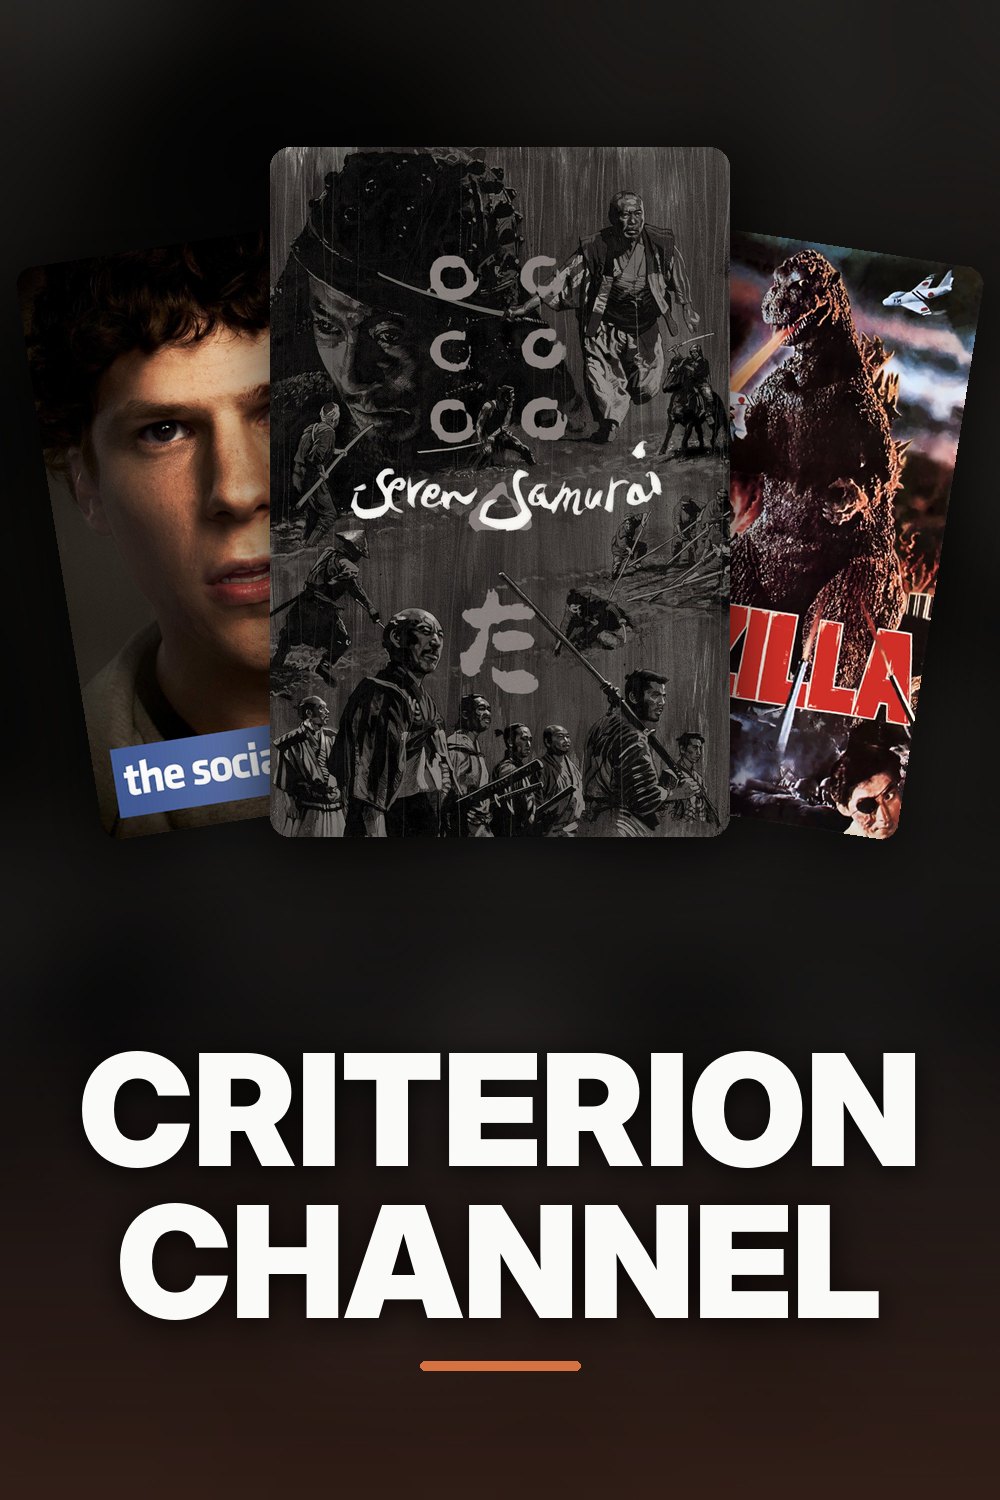 Seven Samurai
た
the socia
ZILLA
CRITERION
CHANNEL